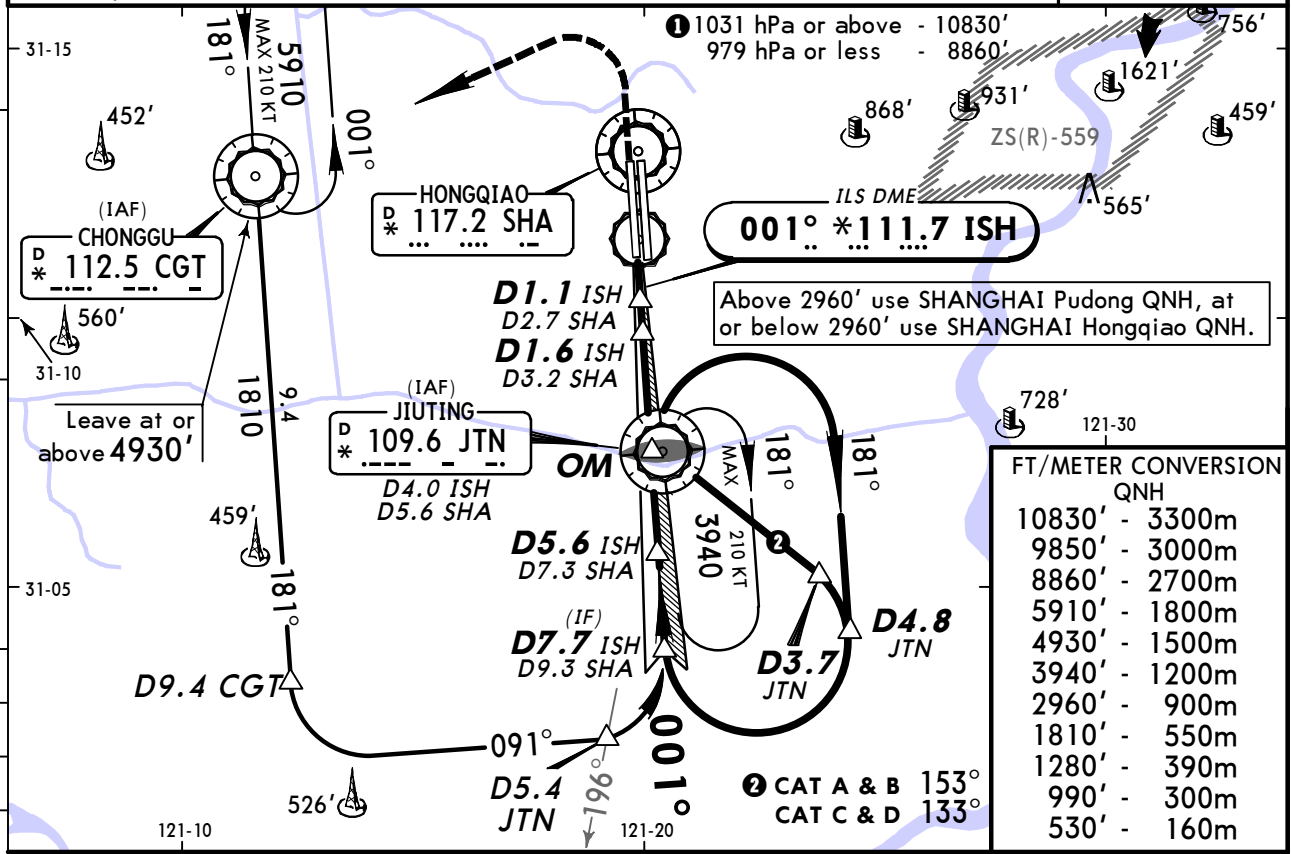 31-15
181°
MAX 210 KT
5910
001°
❶ 1031 hPa or above - 10830'
979 hPa or less - 8860'
756'
1621'
931'
868'
459'
ZS(R)-559
565'
452'
(IAF)
CHONGGU
D
* 112.5 CGT
HONGQIAO
D
* 117.2 SHA
ILS DME
001° *111.7 ISH
560'
31-10
Leave at or
above 4930'
1810
9.4
D1.1 ISH
D2.7 SHA
D1.6 ISH
D3.2 SHA
Above 2960' use SHANGHAI Pudong QNH, at
or below 2960' use SHANGHAI Hongqiao QNH.
(IAF)
JIUTING
D
* 109.6 JTN
D4.0 ISH
D5.6 SHA
OM
MAX
210 KT
3940
181°
181°
728'
121-30
459'
181°
31-05
D5.6 ISH
D7.3 SHA
(IF)
D7.7 ISH
D9.3 SHA
❷
D3.7
JTN
D4.8
JTN
D9.4 CGT
091°
D5.4
JTN
196°
001°
526'
121-10
121-20
❷ CAT A & B 153°
CAT C & D 133°
FT/METER CONVERSION
QNH
10830' - 3300m
9850' - 3000m
8860' - 2700m
5910' - 1800m
4930' - 1500m
3940' - 1200m
2960' - 900m
1810' - 550m
1280' - 390m
990' - 300m
530' - 160m